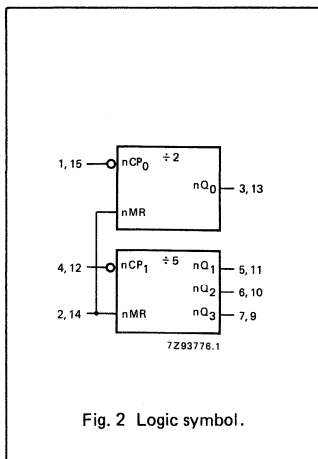 ÷2
1, 15 nCP0
nQ0 3, 13
nMR
÷5
4, 12 nCP1 nQ1 5, 11
nQ2 6, 10
2, 14 nMR nQ3 7, 9
7Z93776.1
Fig. 2 Logic symbol.